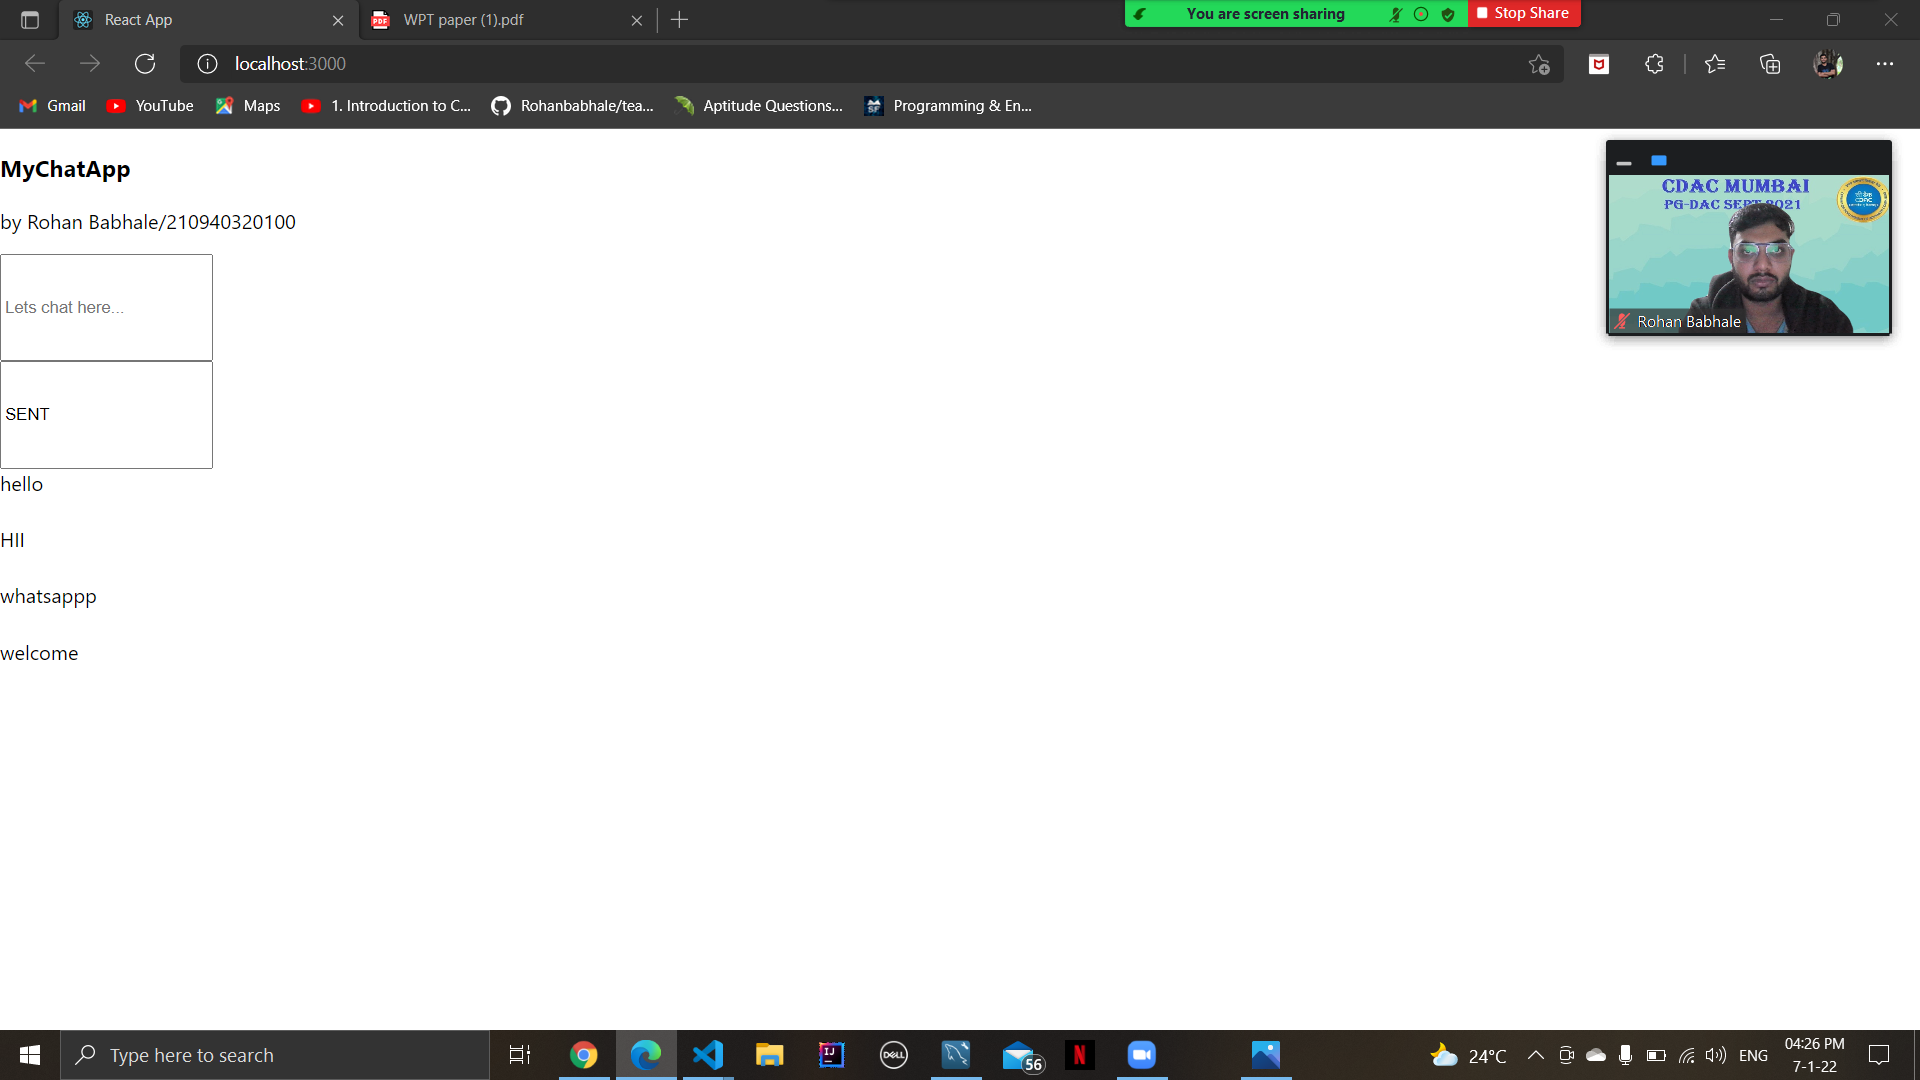 React App
WPT paper (1).pdf
You are screen sharing
Stop Share
localhost:3000
Gmail
YouTube
Maps
1. Introduction to C...
Rohanbabhale/tea...
Aptitude Questions...
Programming & En...
MyChatApp
by Rohan Babhale/210940320100
Lets chat here...
SENT
hello
HII
whatsappp
welcome
CDAC MUMBAI
PG-DAC SEPT 2021
Rohan Babhale
Type here to search
56
24°C
ENG
04:26 PM
7-1-22